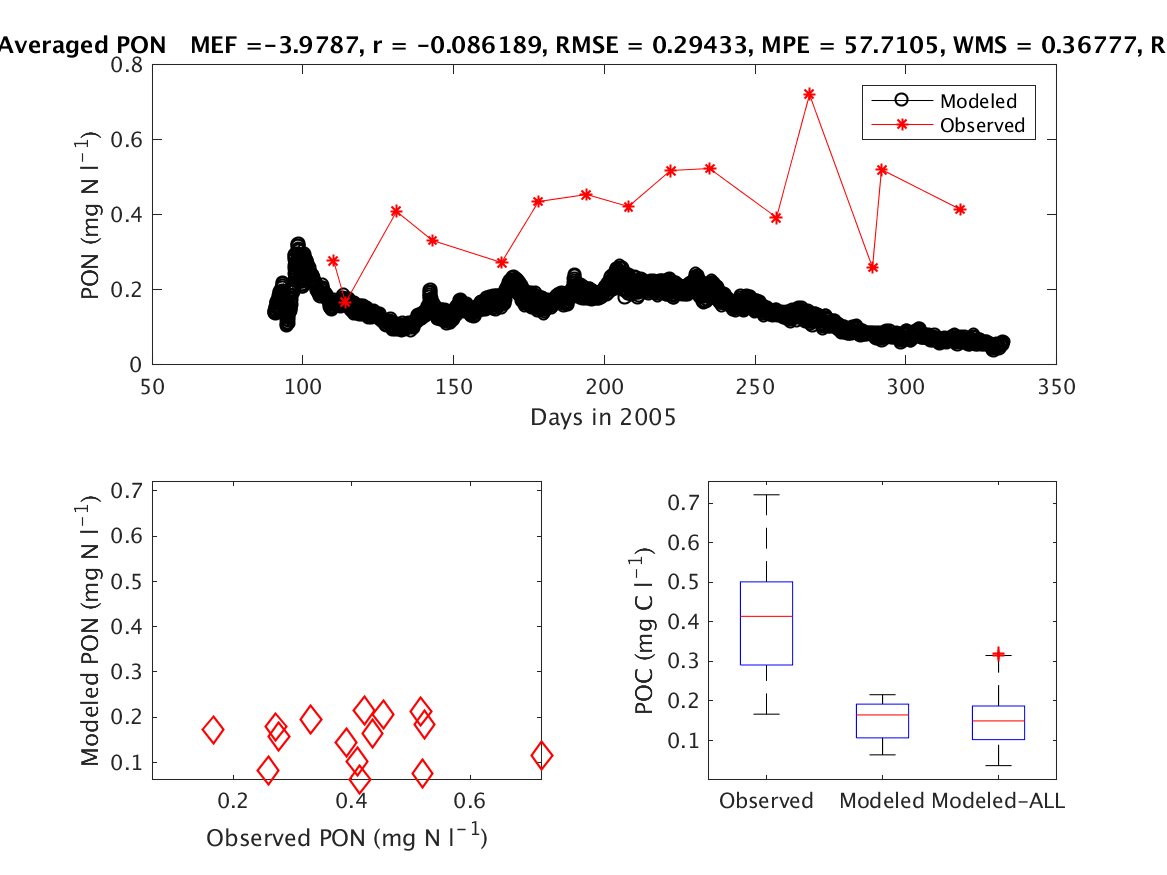 Averaged PON   MEF =-3.9787, r = -0.086189, RMSE = 0.29433, MPE = 57.7105, WMS = 0.36777, R
0.8
0.6
0.4
0.2
0
PON (mg N l⁻¹)
Modeled
Observed
50 100 150 200 250 300 350
Days in 2005
0.7
0.6
0.5
0.4
0.3
0.2
0.1
Modeled PON (mg N l⁻¹)
0.2 0.4 0.6
Observed PON (mg N l⁻¹)
0.7
0.6
0.5
0.4
0.3
0.2
0.1
POC (mg C l⁻¹)
Observed Modeled Modeled-ALL